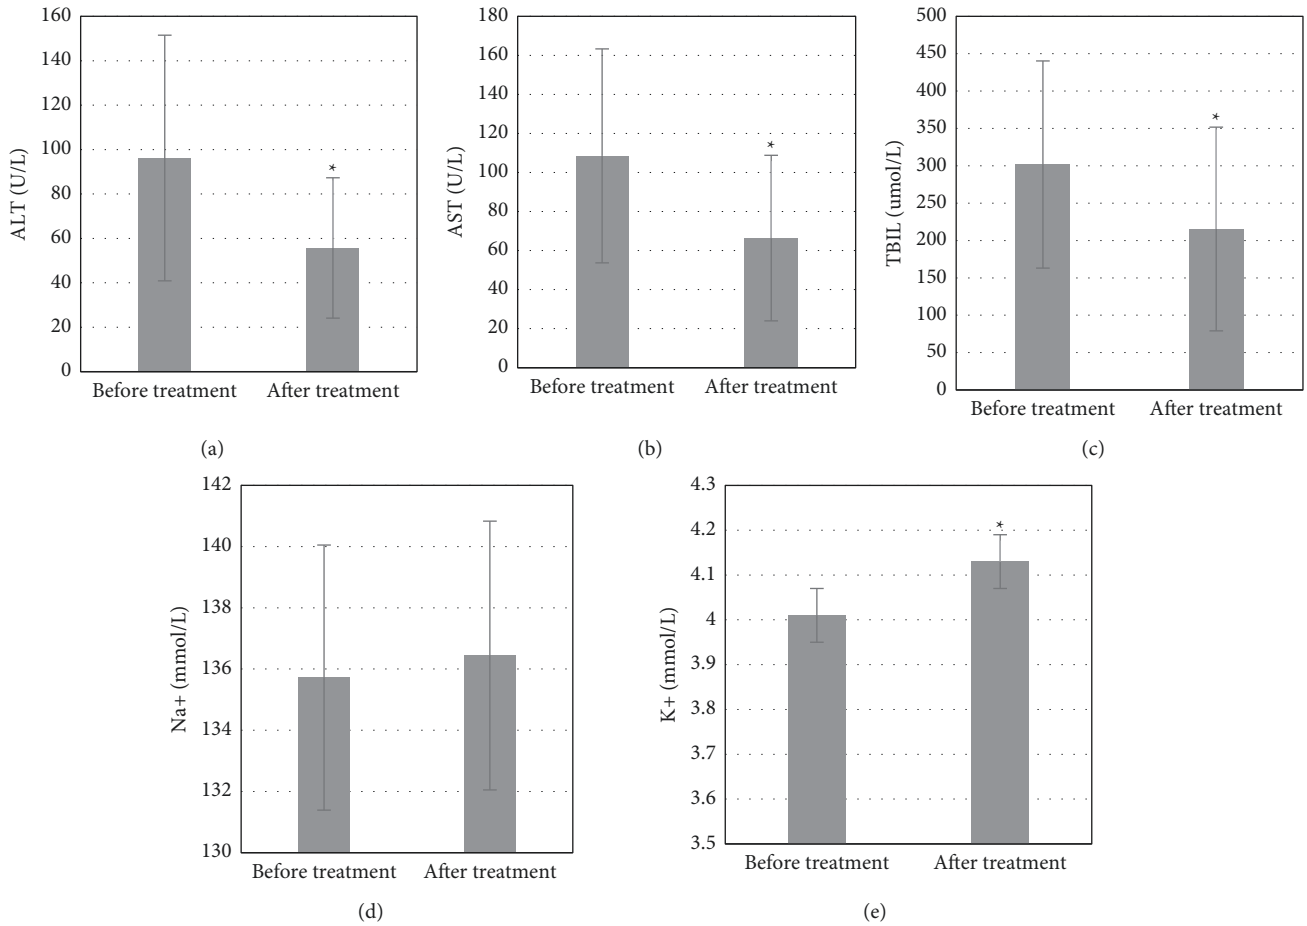 ALT (U/L)
160
140
120
100
80
60
40
20
0
*
Before treatment
After treatment
(a)
AST (U/L)
180
160
140
120
100
80
60
40
20
0
*
Before treatment
After treatment
(b)
TBIL (umol/L)
500
450
400
350
300
250
200
150
100
50
0
*
Before treatment
After treatment
(c)
Na+ (mmol/L)
142
140
138
136
134
132
130
Before treatment
After treatment
(d)
K+ (mmol/L)
4.3
4.2
4.1
4
3.9
3.8
3.7
3.6
3.5
*
Before treatment
After treatment
(e)